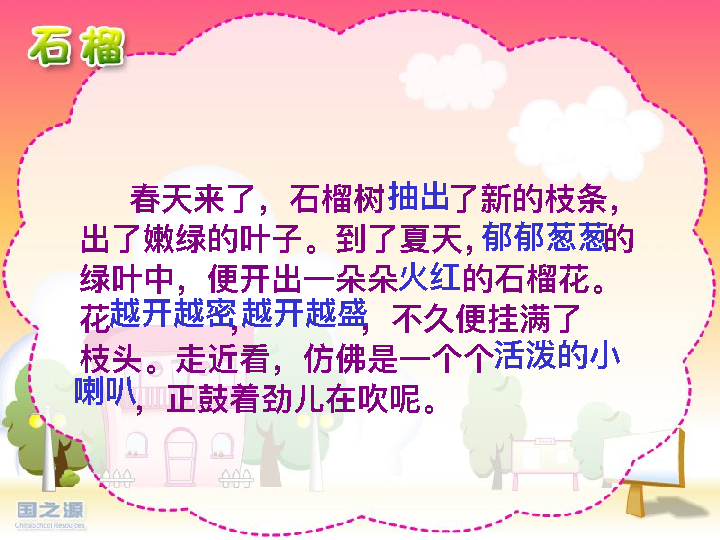 石榴
春天来了，石榴树抽出了新的枝条，
出了嫩绿的叶子。到了夏天，郁郁葱葱的
绿叶中，便开出一朵朵火红的石榴花。
花越开越密，越开越盛，不久便挂满了
枝头。走近看，仿佛是一个个活泼的小
喇叭，正鼓着劲儿在吹呢。
国之源